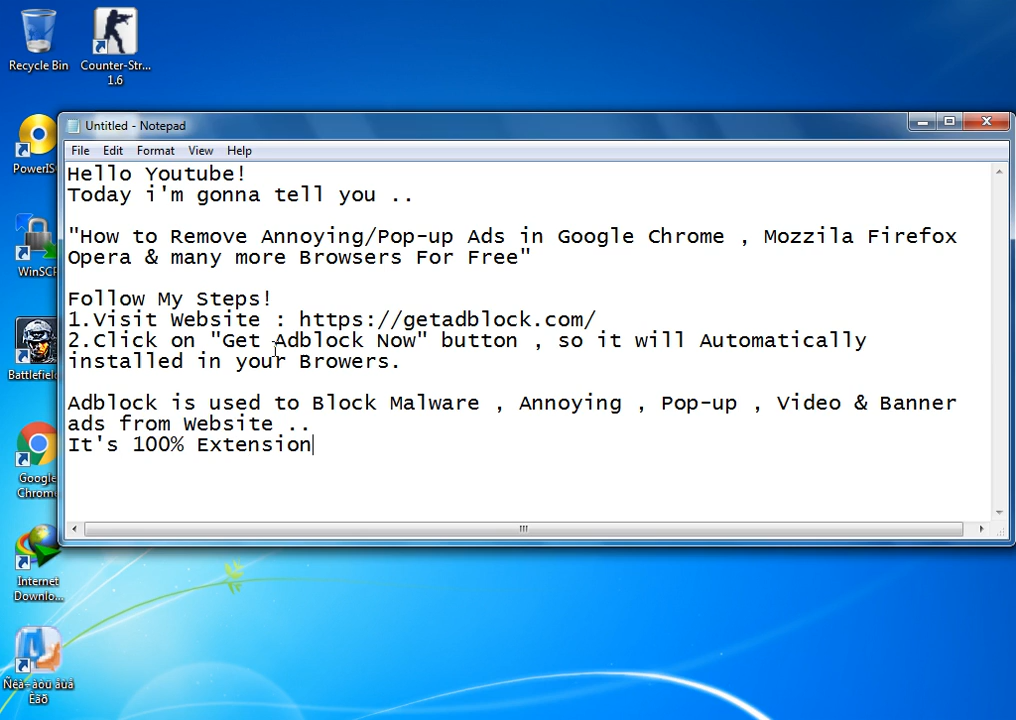 Recycle Bin
Counter-Str...
1.6
Untitled - Notepad
File Edit Format View Help
Hello Youtube!
Today i'm gonna tell you ..
"How to Remove Annoying/Pop-up Ads in Google Chrome , Mozzila Firefox
Opera & many more Browsers For Free"
Follow My Steps!
1.Visit Website : https://getadblock.com/
2.Click on "Get Adblock Now" button , so it will Automatically
installed in your Browers.
Adblock is used to Block Malware , Annoying , Pop-up , Video & Banner
ads from Website ..
It's 100% Extension
PowerIS
WinSCP
Battlefield
Google
Chrome
Internet
Downlo...